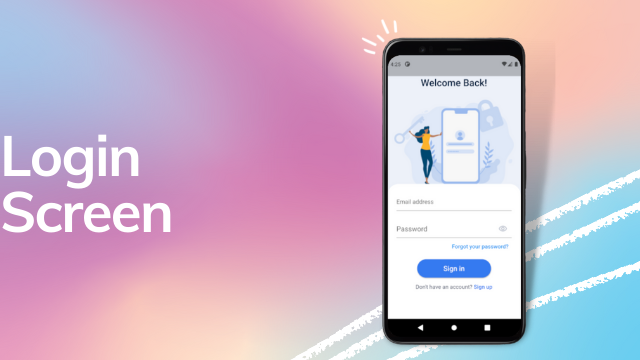 Login
Screen
4:25
Welcome Back!
Email address
Password
Forgot your password?
Sign in
Don't have an account? Sign up